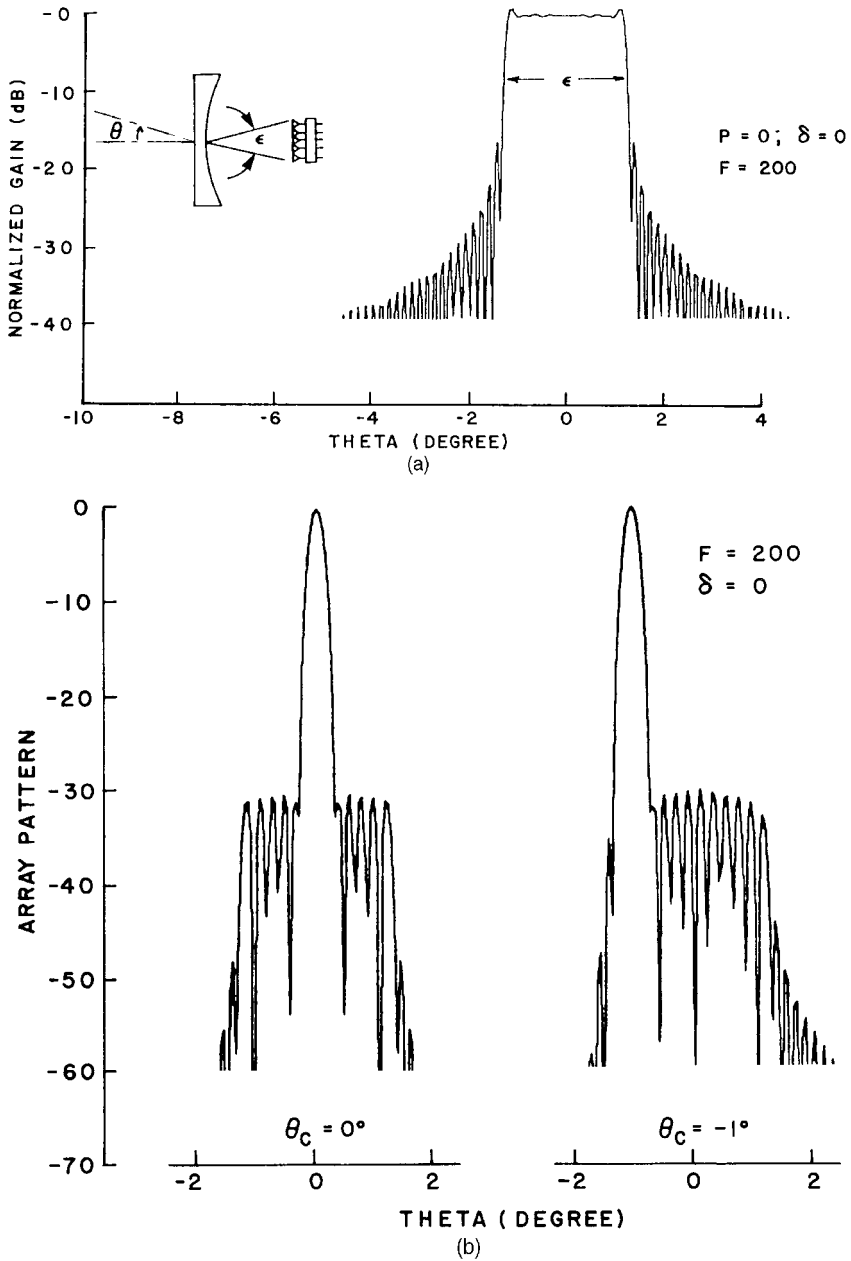 -0
-10
-20
-30
-40
NORMALIZED GAIN (dB)
θ
ϵ
ϵ
P = 0; δ = 0
F = 200
-10 -8 -6 -4 -2 0 2 4
THETA (DEGREE)
(a)
0
-10
-20
-30
-40
-50
-60
-70
ARRAY PATTERN
F = 200
δ = 0
θC = 0°
θC = -1°
-2 0 2
-2 0 2
THETA (DEGREE)
(b)